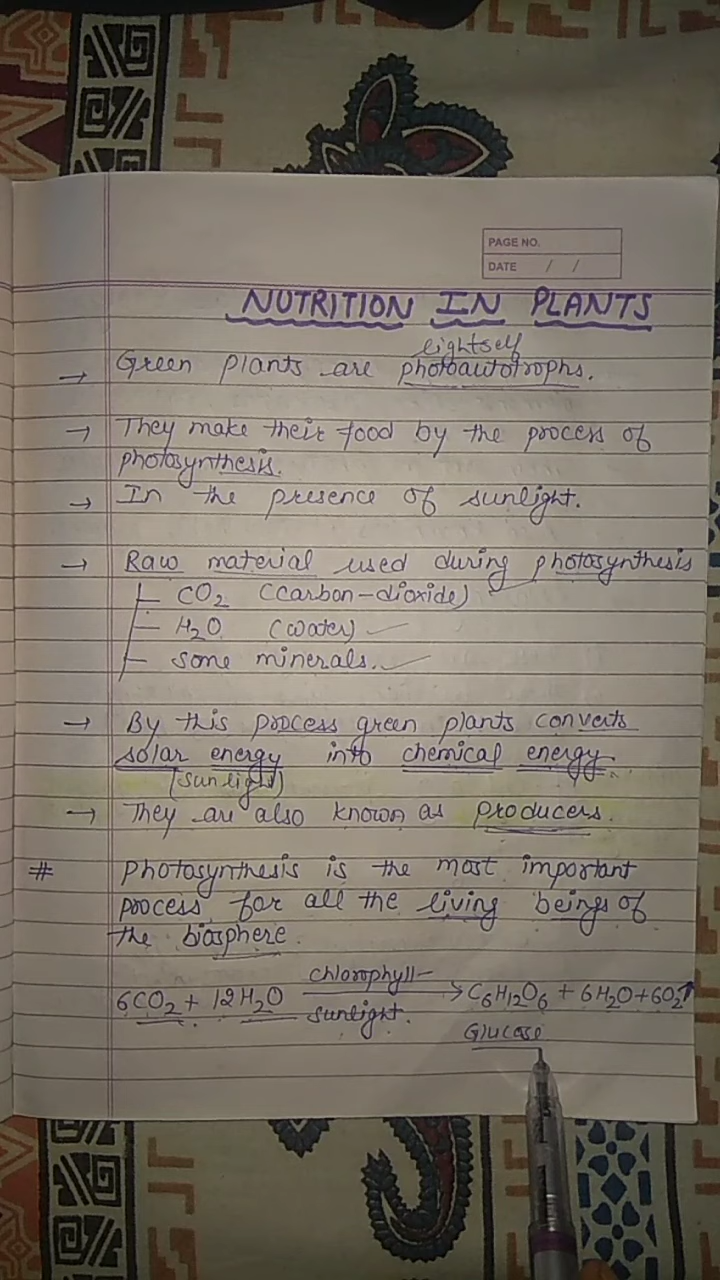 PAGE NO.
DATE / /
NUTRITION IN PLANTS
light self
→ Green plants are photoautotrophs.
→ They make their food by the process of
photosynthesis.
→ In the presence of sunlight.
→ Raw material used during photosynthesis
CO₂ (carbon-dioxide)
H₂O (water)
Some minerals.
→ By this process green plants converts
solar energy into chemical energy.
(sunlight)
→ They are also known as producers.
# Photosynthesis is the most important
process for all the living beings of
the biosphere.
chlorophyll
6CO₂ + 12H₂O → C₆H₁₂O₆ + 6H₂O + 6O₂↑
sunlight.
Glucose